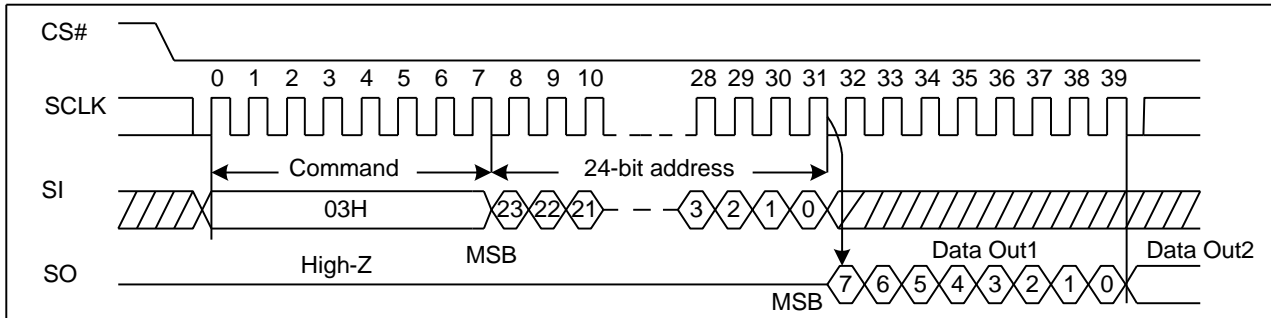 CS#
0 1 2 3 4 5 6 7 8 9 10 28 29 30 31 32 33 34 35 36 37 38 39
SCLK
Command 24-bit address
SI 03H 23 22 21 3 2 1 0
MSB Data Out1 Data Out2
High-Z
SO 7 6 5 4 3 2 1 0
MSB